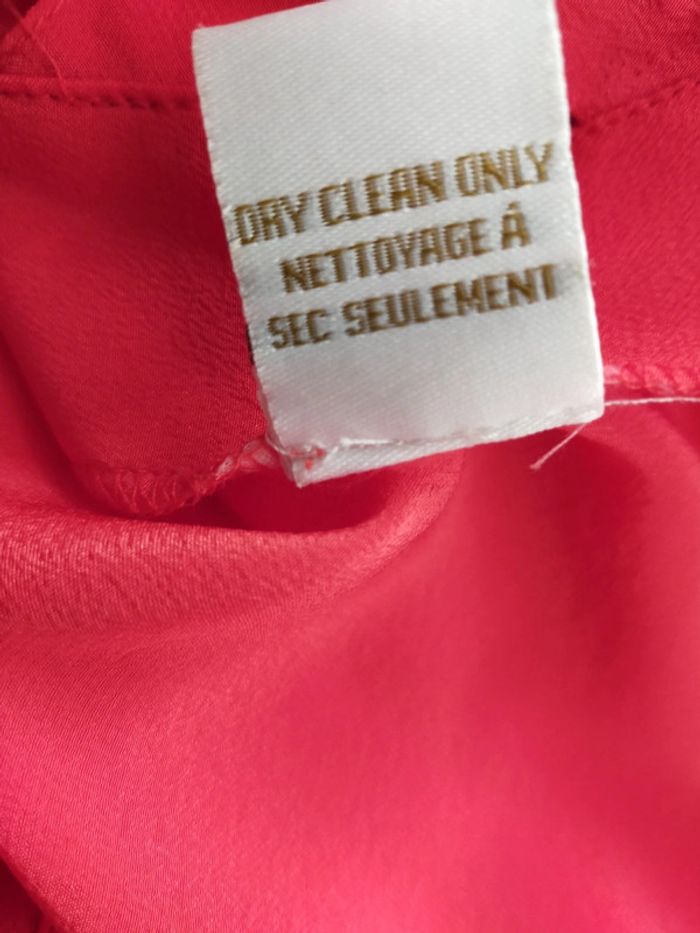 DRY CLEAN ONLY
NETTOYAGE Á
SEC SEULEMENT